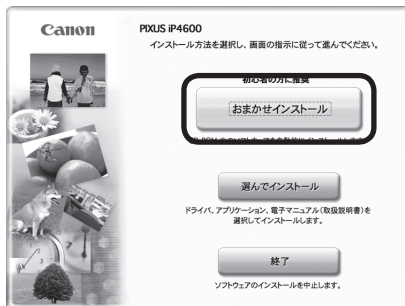 Canon
PIXUS iP4600
インストール方法を選択し、画面の指示に従って進んでください。
初心者の方に推奨
おまかせインストール
選んでインストール
ドライバ、アプリケーション、電子マニュアル(取扱説明書)を
選択してインストールします。
終了
ソフトウェアのインストールを中止します。